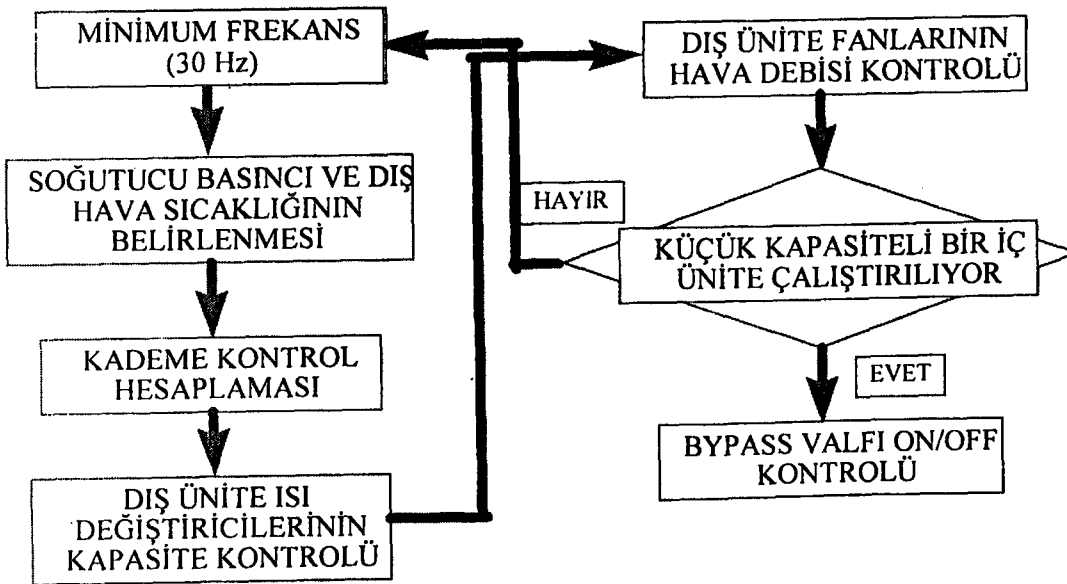 MİNİMUM FREKANS
(30 Hz)
SOĞUTUCU BASINCI VE DIŞ
HAVA SICAKLIĞININ
BELİRLENMESİ
KADEME KONTROL
HESAPLAMASI
DIŞ ÜNİTE ISI
DEĞİŞTİRİCİLERİNİN
KAPASİTE KONTROLÜ
DIŞ ÜNİTE FANLARININ
HAVA DEBİSİ KONTROLÜ
HAYIR
KÜÇÜK KAPASİTELİ BİR İÇ
ÜNİTE ÇALIŞTIRILIYOR
EVET
BYPASS VALFI ON/OFF
KONTROLÜ